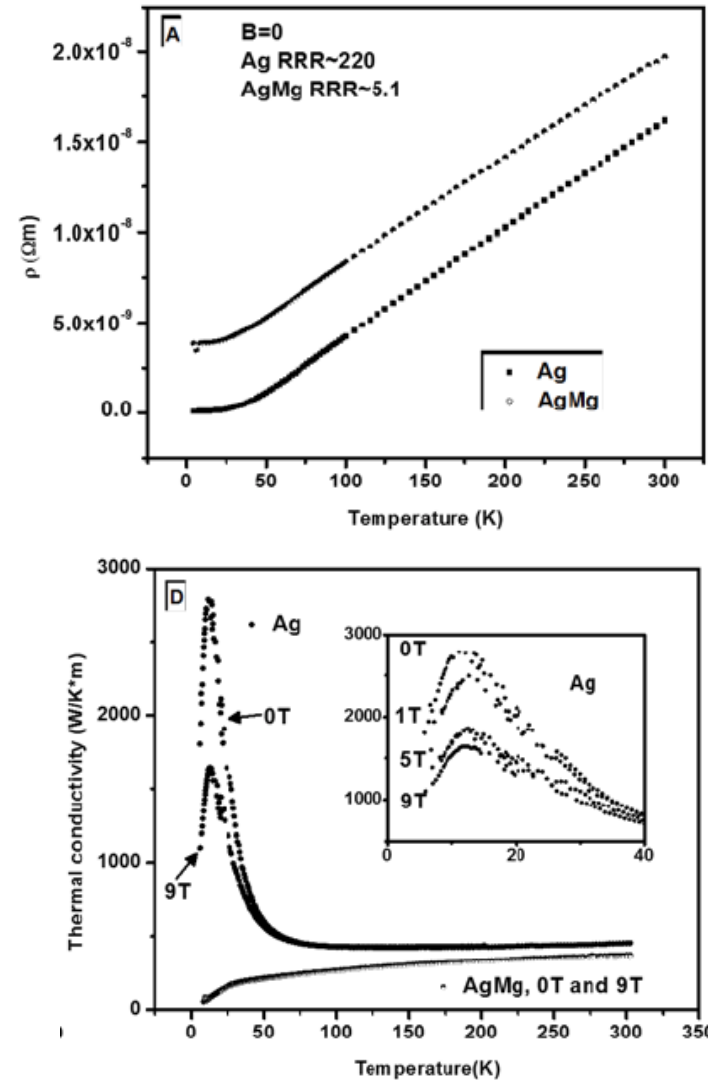 A
B=0
Ag RRR~220
AgMg RRR~5.1
2.0x10⁻⁸
1.5x10⁻⁸
1.0x10⁻⁸
5.0x10⁻⁹
0.0
ρ (Ωm)
Ag
AgMg
0 50 100 150 200 250 300
Temperature (K)
D
3000
2000
1000
0
Thermal conductivity (W/K*m)
Ag
0T
9T
3000
2000
1000
0T
1T
5T
9T
Ag
0 20 40
AgMg, 0T and 9T
0 50 100 150 200 250 300 350
Temperature(K)